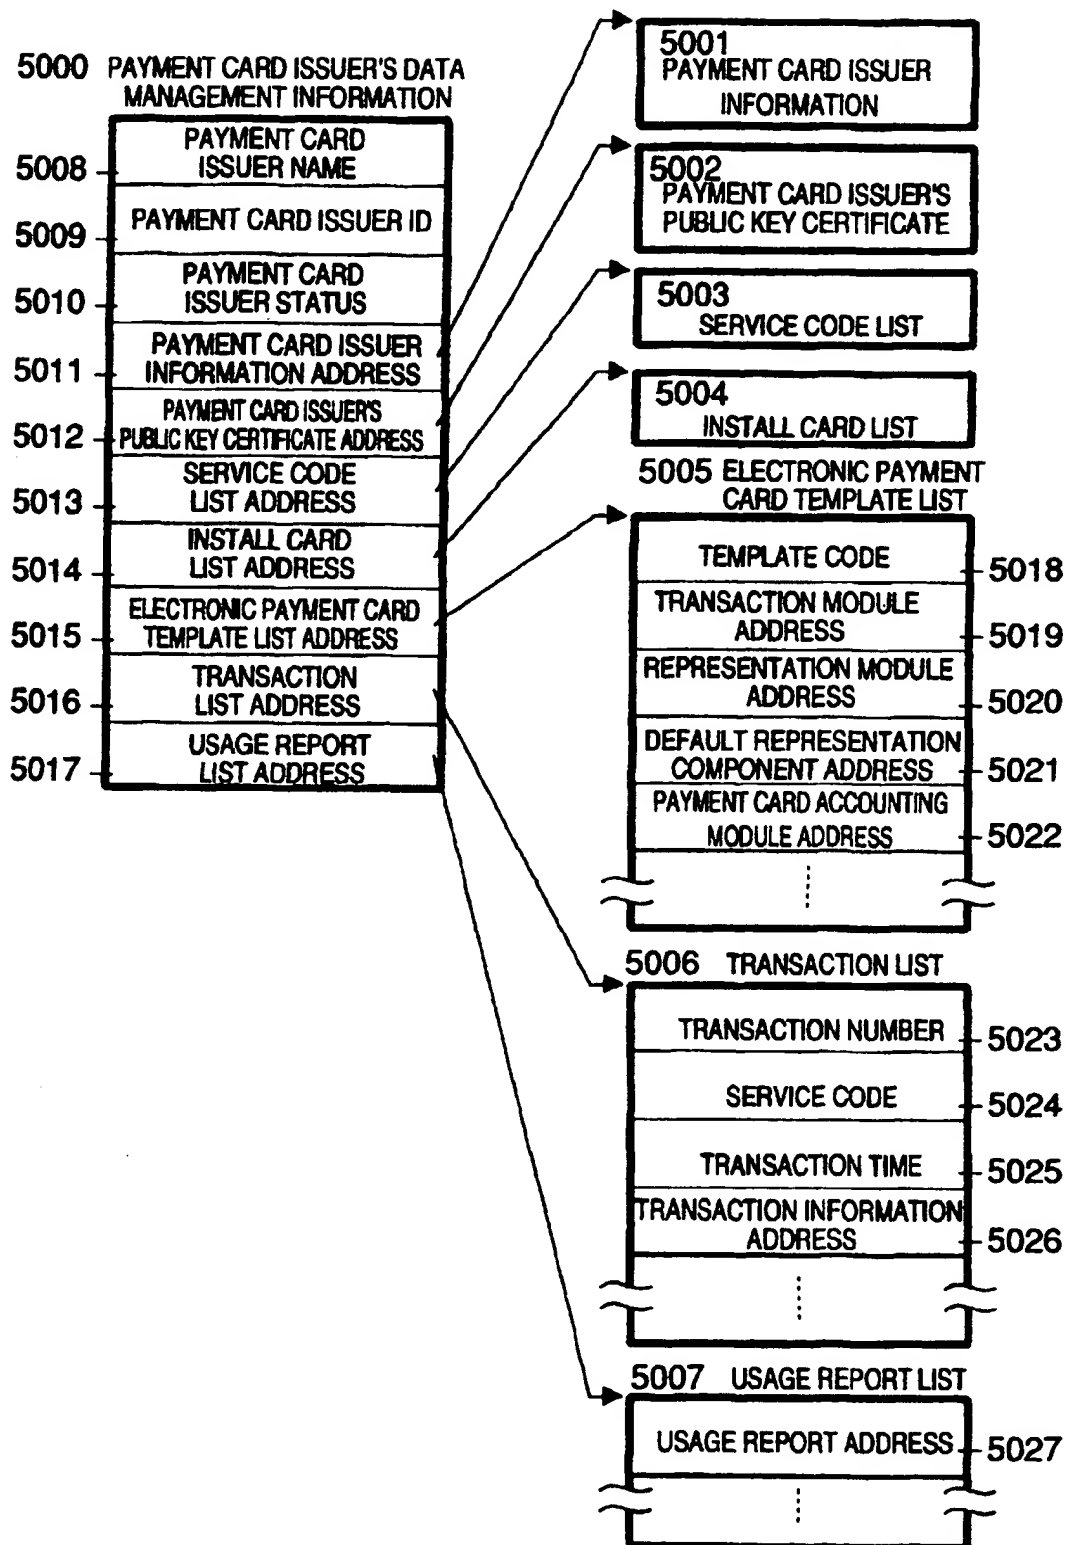 5000 PAYMENT CARD ISSUER'S DATA
MANAGEMENT INFORMATION
PAYMENT CARD
ISSUER NAME
5008
PAYMENT CARD ISSUER ID
5009
PAYMENT CARD
ISSUER STATUS
5010
PAYMENT CARD ISSUER
INFORMATION ADDRESS
5011
PAYMENT CARD ISSUER'S
PUBLIC KEY CERTIFICATE ADDRESS
5012
SERVICE CODE
LIST ADDRESS
5013
INSTALL CARD
LIST ADDRESS
5014
ELECTRONIC PAYMENT CARD
TEMPLATE LIST ADDRESS
5015
TRANSACTION
LIST ADDRESS
5016
USAGE REPORT
LIST ADDRESS
5017
5001
PAYMENT CARD ISSUER
INFORMATION
5002
PAYMENT CARD ISSUER'S
PUBLIC KEY CERTIFICATE
5003
SERVICE CODE LIST
5004
INSTALL CARD LIST
5005 ELECTRONIC PAYMENT
CARD TEMPLATE LIST
TEMPLATE CODE
5018
TRANSACTION MODULE
ADDRESS
5019
REPRESENTATION MODULE
ADDRESS
5020
DEFAULT REPRESENTATION
COMPONENT ADDRESS
5021
PAYMENT CARD ACCOUNTING
MODULE ADDRESS
5022
5006 TRANSACTION LIST
TRANSACTION NUMBER
5023
SERVICE CODE
5024
TRANSACTION TIME
5025
TRANSACTION INFORMATION
ADDRESS
5026
5007 USAGE REPORT LIST
USAGE REPORT ADDRESS
5027